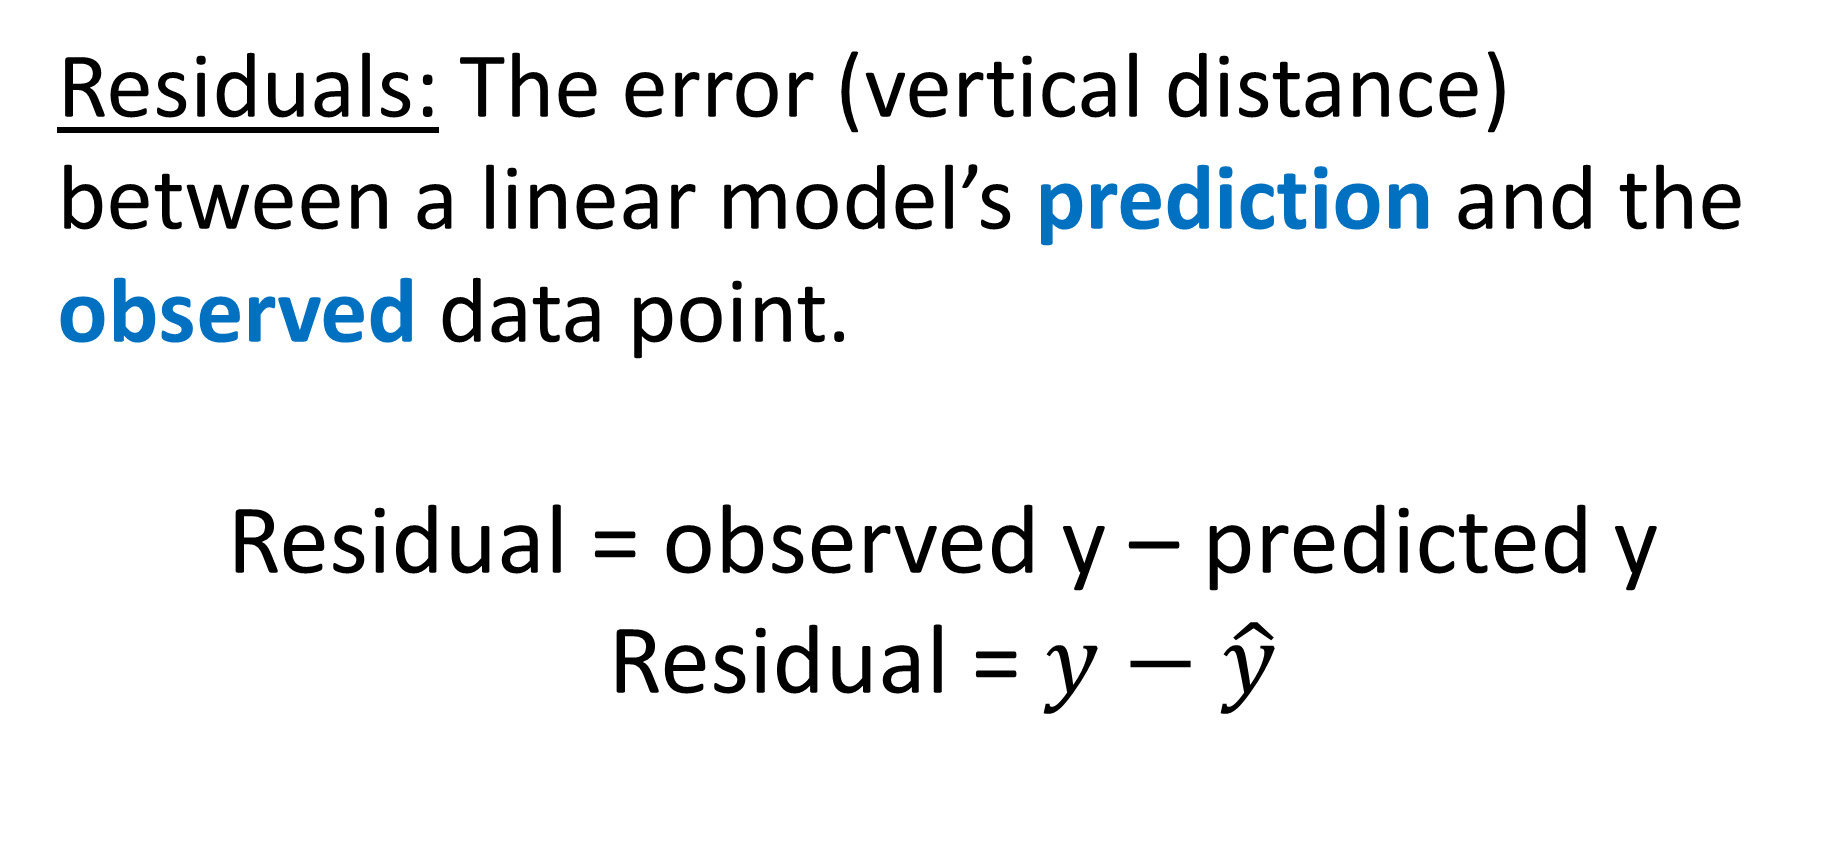 Residuals: The error (vertical distance)
between a linear model’s prediction and the
observed data point.
Residual = observed y – predicted y
Residual = y − ŷ